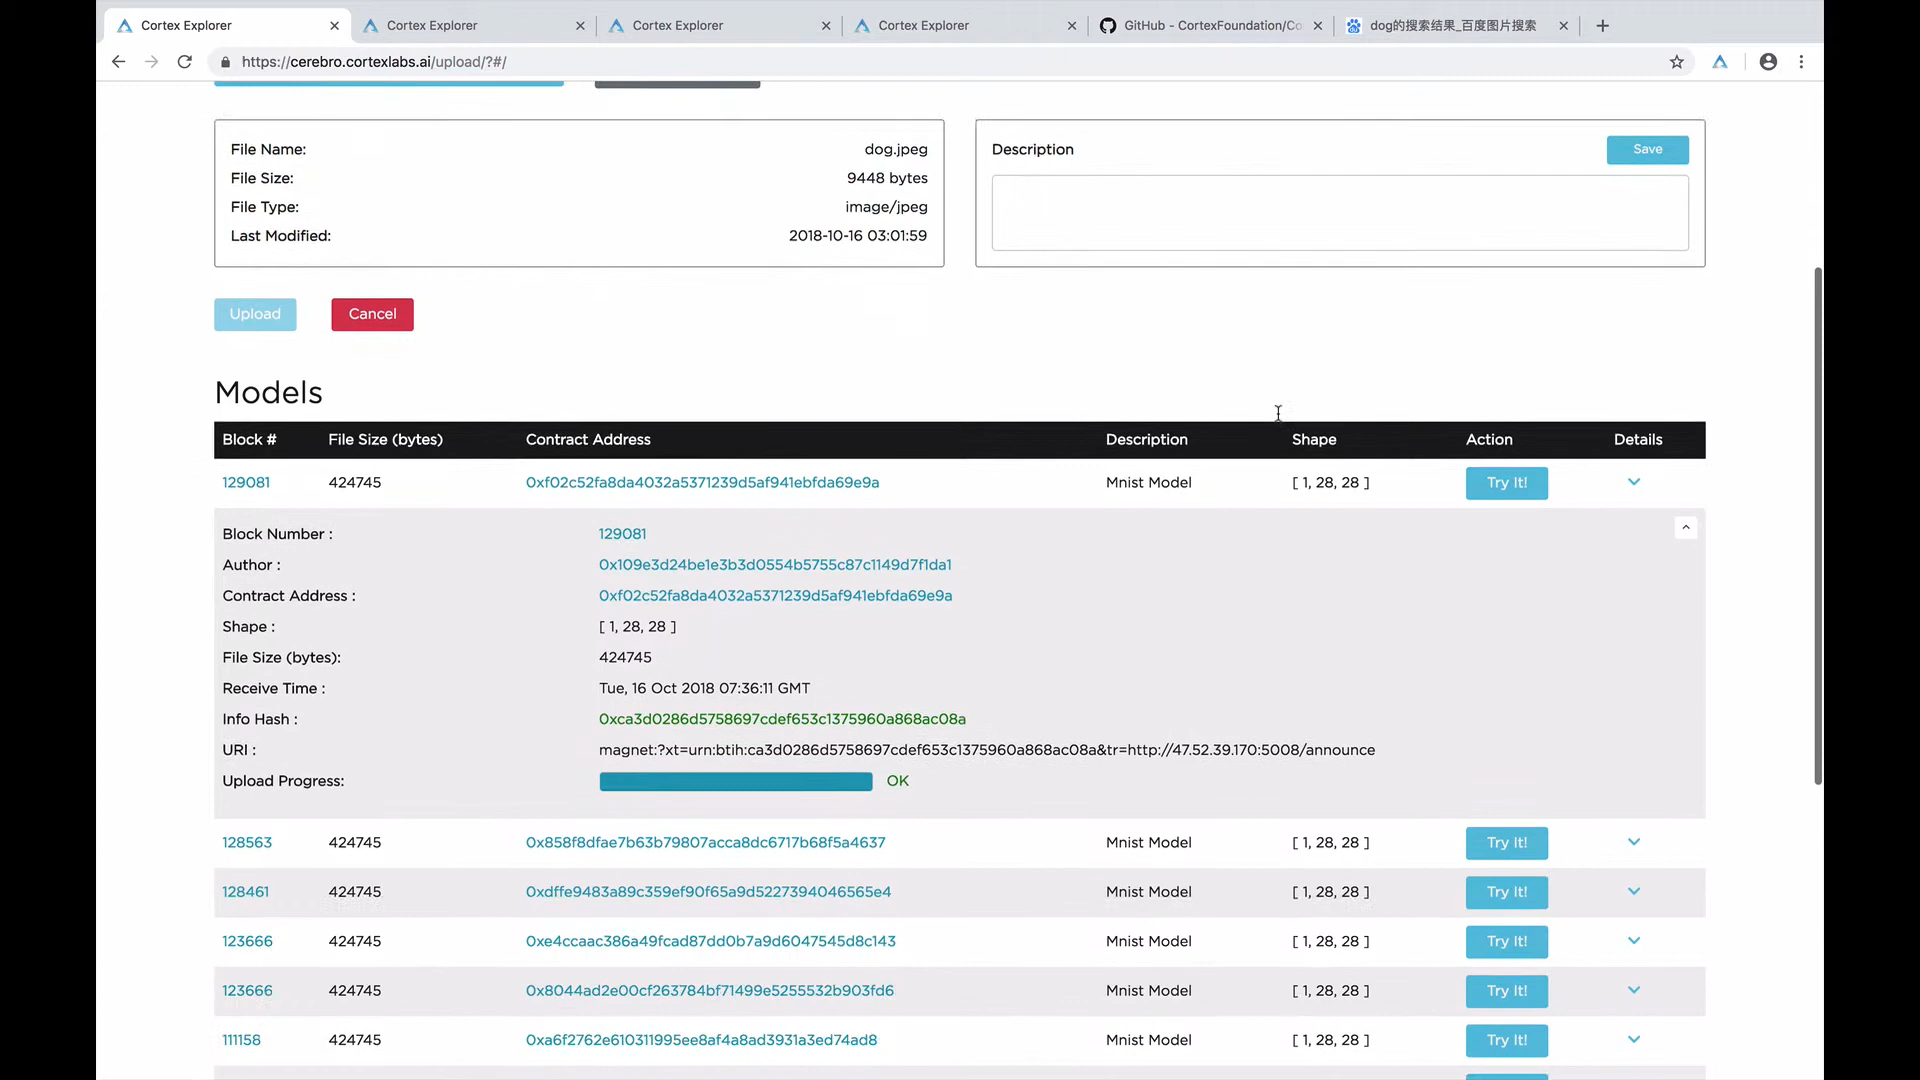 Cortex Explorer
Cortex Explorer
Cortex Explorer
Cortex Explorer
GitHub - CortexFoundation/Co
dog的搜索结果_百度图片搜索
https://cerebro.cortexlabs.ai/upload/?#/
File Name: dog.jpeg
File Size: 9448 bytes
File Type: image/jpeg
Last Modified: 2018-10-16 03:01:59
Description
Save
Upload
Cancel
Models
Block # File Size (bytes) Contract Address Description Shape Action Details
129081 424745 0xf02c52fa8da4032a5371239d5af941ebfda69e9a Mnist Model [ 1, 28, 28 ] Try It!
Block Number : 129081
Author : 0x109e3d24be1e3b3d0554b5755c87c1149d7f1da1
Contract Address : 0xf02c52fa8da4032a5371239d5af941ebfda69e9a
Shape : [ 1, 28, 28 ]
File Size (bytes): 424745
Receive Time : Tue, 16 Oct 2018 07:36:11 GMT
Info Hash : 0xca3d0286d5758697cdef653c1375960a868ac08a
URI : magnet:?xt=urn:btih:ca3d0286d5758697cdef653c1375960a868ac08a&tr=http://47.52.39.170:5008/announce
Upload Progress: OK
128563 424745 0x858f8dfae7b63b79807acca8dc6717b68f5a4637 Mnist Model [ 1, 28, 28 ] Try It!
128461 424745 0xdffe9483a89c359ef90f65a9d5227394046565e4 Mnist Model [ 1, 28, 28 ] Try It!
123666 424745 0xe4ccaac386a49fcad87dd0b7a9d6047545d8c143 Mnist Model [ 1, 28, 28 ] Try It!
123666 424745 0x8044ad2e00cf263784bf71499e5255532b903fd6 Mnist Model [ 1, 28, 28 ] Try It!
111158 424745 0xa6f2762e610311995ee8af4a8ad3931a3ed74ad8 Mnist Model [ 1, 28, 28 ] Try It!